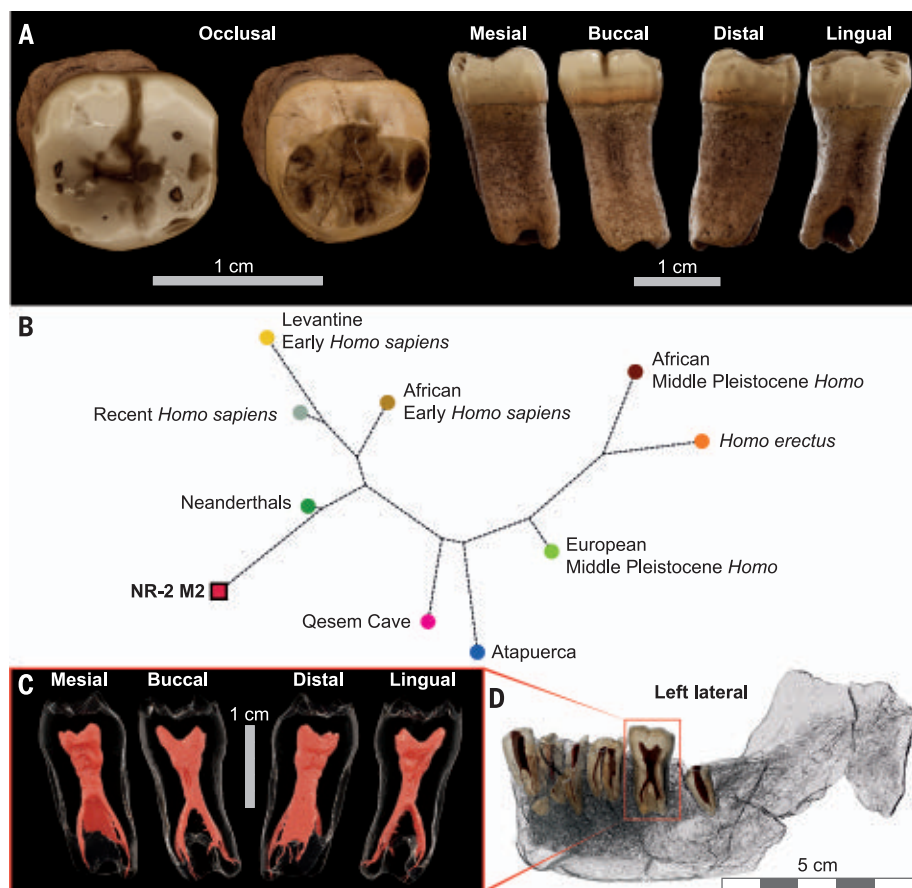 A
Occlusal
Mesial
Buccal
Distal
Lingual
1 cm
1 cm
B
Levantine
Early Homo sapiens
African
Middle Pleistocene Homo
Recent Homo sapiens
African
Early Homo sapiens
Homo erectus
Neanderthals
European
Middle Pleistocene Homo
NR-2 M2
Qesem Cave
Atapuerca
C
Mesial
Buccal
1 cm
Distal
Lingual
D
Left lateral
5 cm